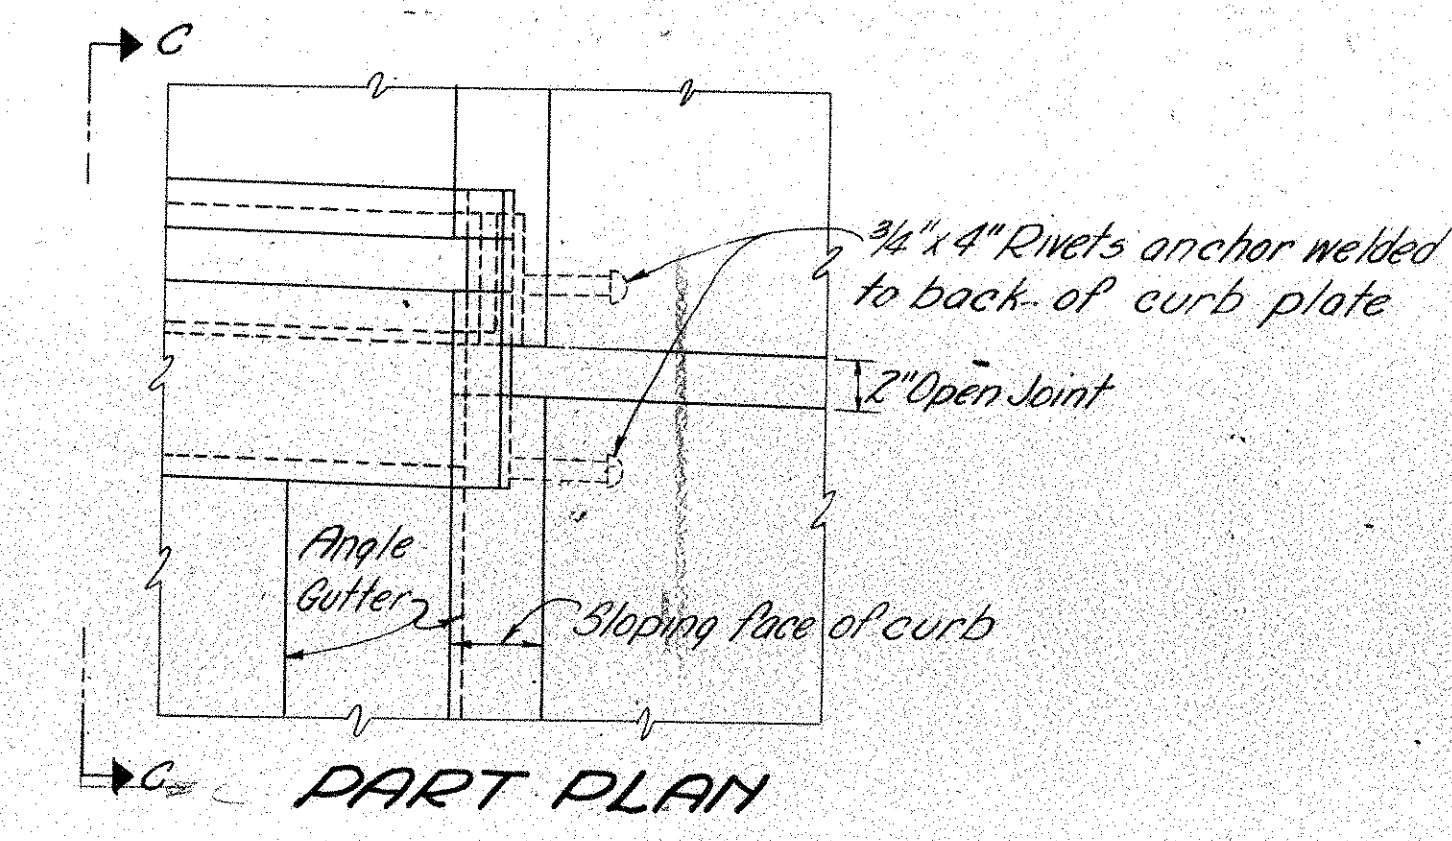 C
3/4" x 4" Rivets anchor welded
to back of curb plate
2" Open Joint
Angle
Gutter
Sloping face of curb
C
PART PLAN